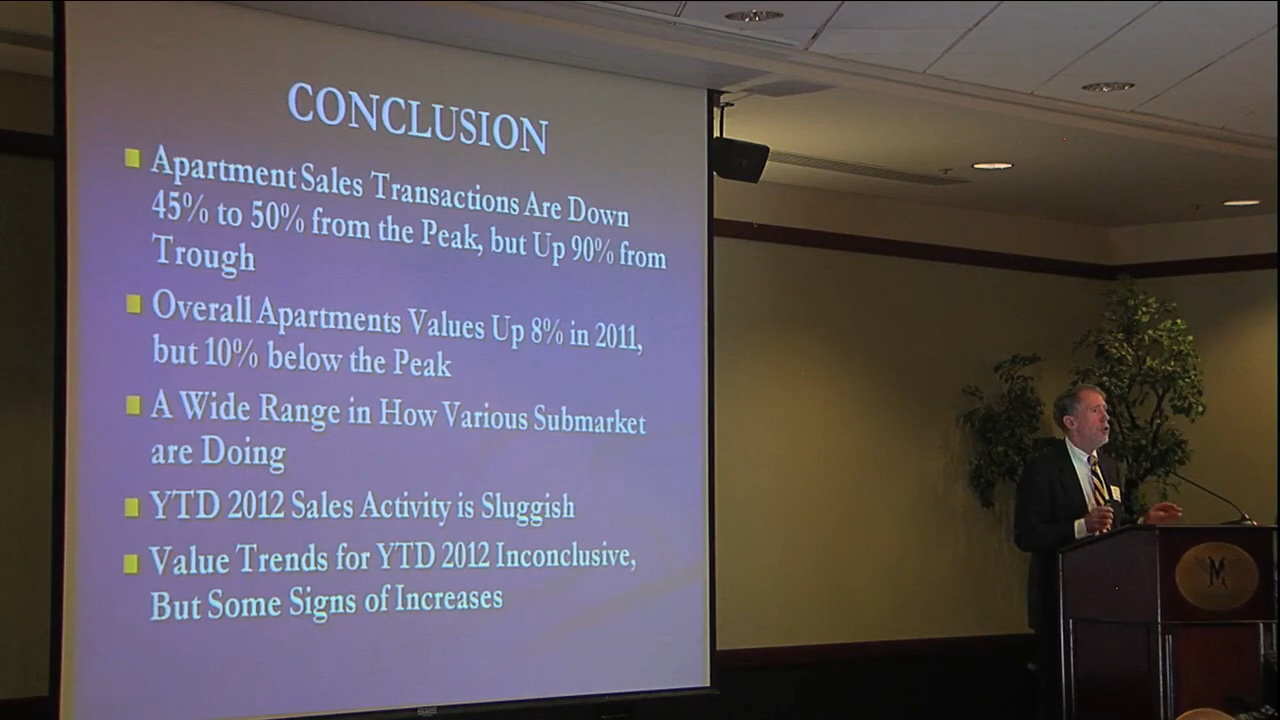 CONCLUSION
Apartment Sales Transactions Are Down
45% to 50% from the Peak, but Up 90% from
Trough
Overall Apartments Values Up 8% in 2011,
but 10% below the Peak
A Wide Range in How Various Submarket
are Doing
YTD 2012 Sales Activity is Sluggish
Value Trends for YTD 2012 Inconclusive,
But Some Signs of Increases
M